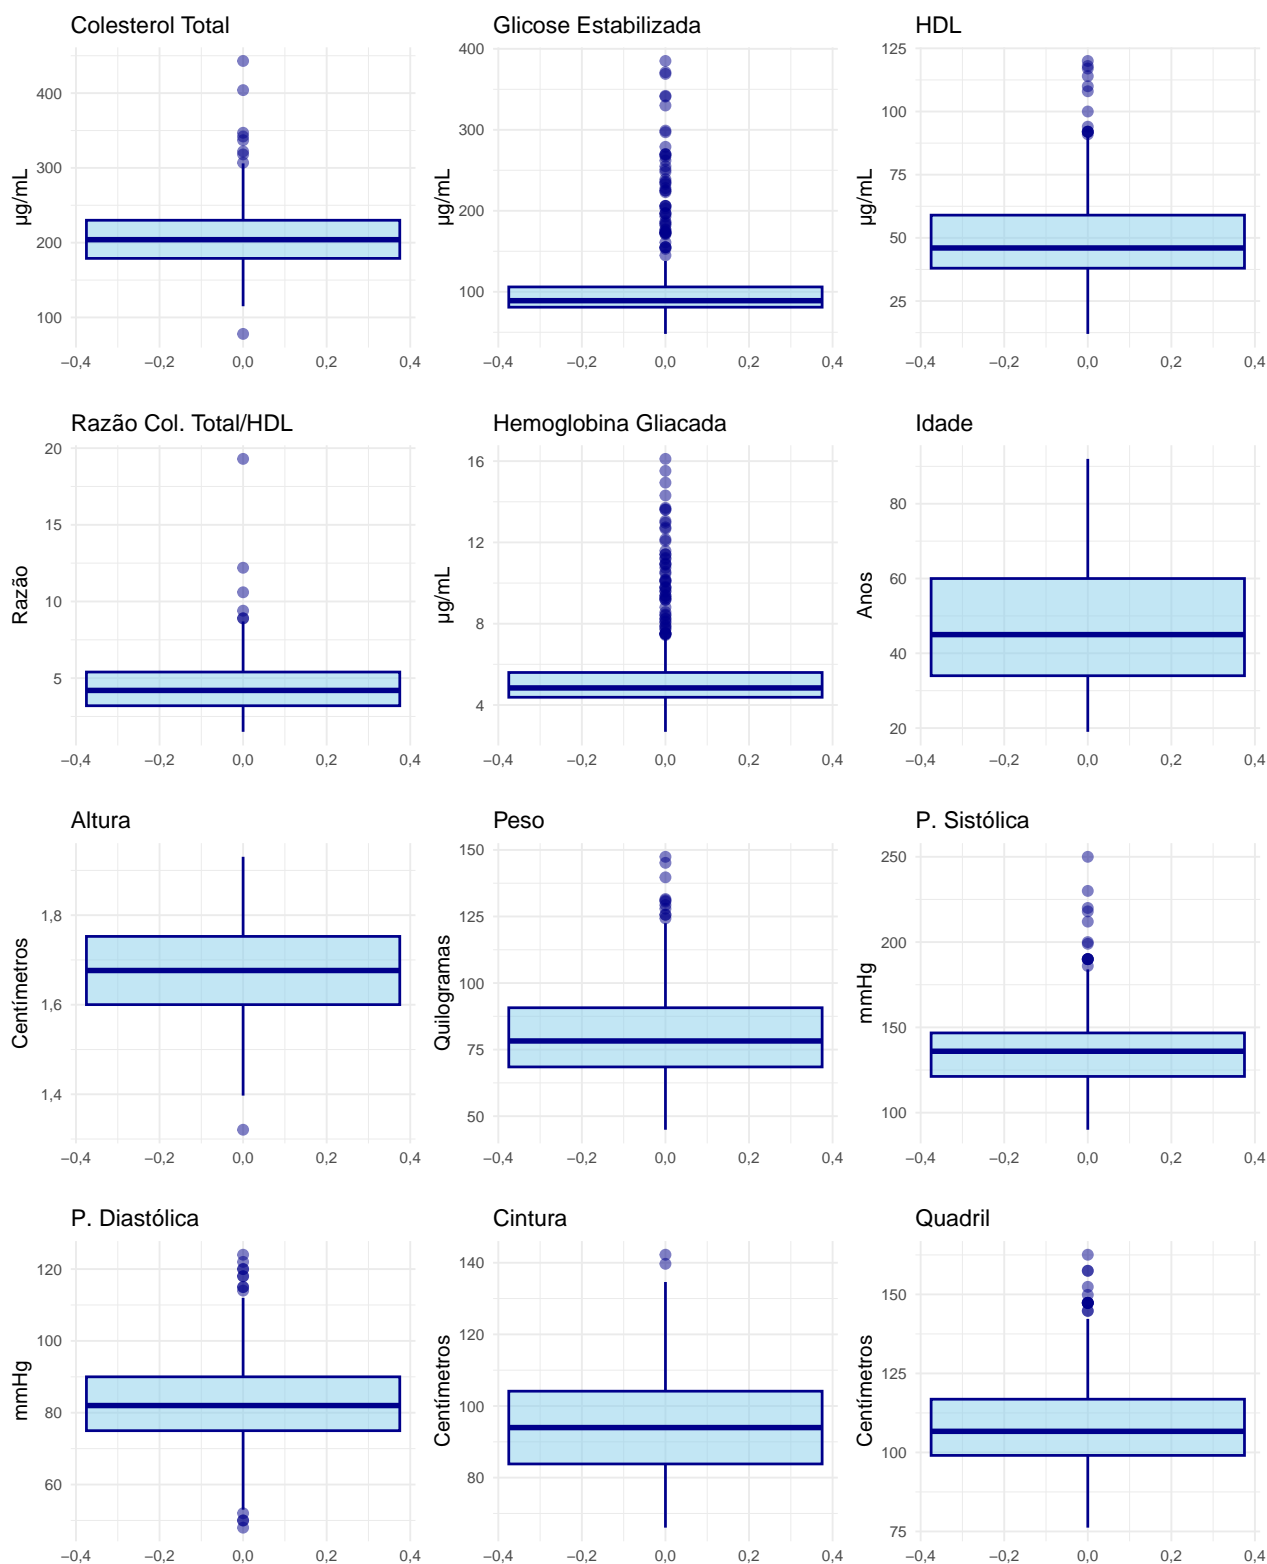 Colesterol Total
Glicose Estabilizada
HDL
µg/mL
400
300
200
100
−0,4 −0,2 0,0 0,2 0,4
µg/mL
400
300
200
100
−0,4 −0,2 0,0 0,2 0,4
µg/mL
125
100
75
50
25
−0,4 −0,2 0,0 0,2 0,4
Razão Col. Total/HDL
Hemoglobina Gliacada
Idade
Razão
20
15
10
5
−0,4 −0,2 0,0 0,2 0,4
µg/mL
16
12
8
4
−0,4 −0,2 0,0 0,2 0,4
Anos
80
60
40
20
−0,4 −0,2 0,0 0,2 0,4
Altura
Peso
P. Sistólica
Centímetros
1,8
1,6
1,4
−0,4 −0,2 0,0 0,2 0,4
Quilogramas
150
125
100
75
50
−0,4 −0,2 0,0 0,2 0,4
mmHg
250
200
150
100
−0,4 −0,2 0,0 0,2 0,4
P. Diastólica
Cintura
Quadril
mmHg
120
100
80
60
−0,4 −0,2 0,0 0,2 0,4
Centímetros
140
120
100
80
−0,4 −0,2 0,0 0,2 0,4
Centímetros
150
125
100
75
−0,4 −0,2 0,0 0,2 0,4